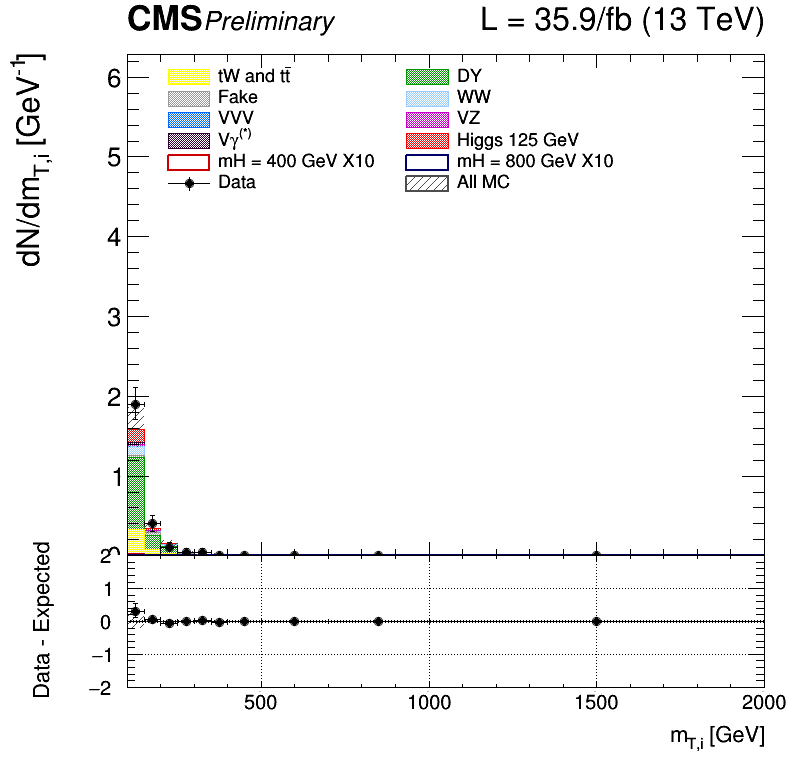 CMS Preliminary L = 35.9/fb (13 TeV)
dN/dm_{T,i} [GeV^{-1}]
tW and tt̄ DY
Fake WW
VVV VZ
Vγ^{(*)} Higgs 125 GeV
mH = 400 GeV X10 mH = 800 GeV X10
Data All MC
6
5
4
3
2
1
0
Data - Expected
2
1
0
−1
−2
500 1000 1500 2000
m_{T,i} [GeV]